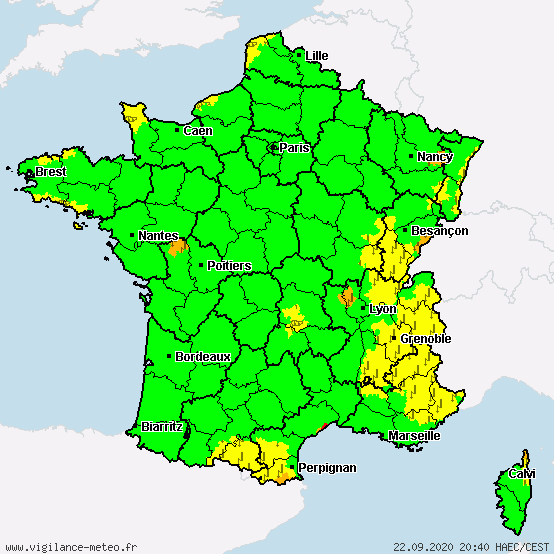 Lille
Caen
Paris
Nancy
Brest
Nantes
Besançon
Poitiers
Lyon
Grenoble
Bordeaux
Biarritz
Marseille
Perpignan
Calvi
www.vigilance-meteo.fr
22.09.2020 20:40 HAEC/CEST